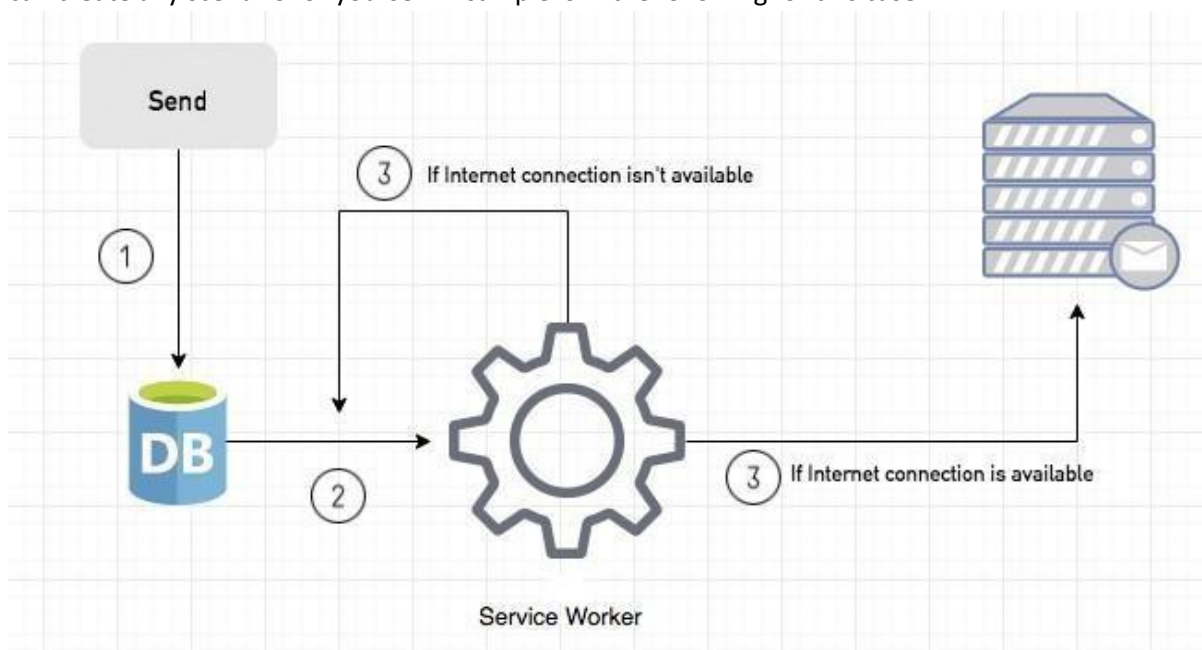 Send
3 If Internet connection isn't available
1
DB
2
3 If Internet connection is available
Service Worker